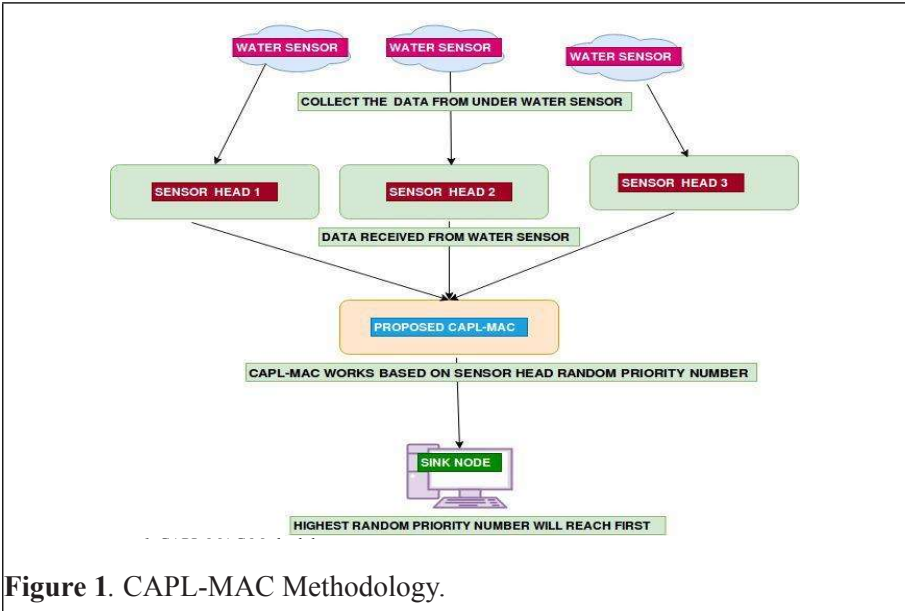 WATER SENSOR
WATER SENSOR
WATER SENSOR
COLLECT THE DATA FROM UNDER WATER SENSOR
SENSOR HEAD 1
SENSOR HEAD 2
SENSOR HEAD 3
DATA RECEIVED FROM WATER SENSOR
PROPOSED CAPL-MAC
CAPL-MAC WORKS BASED ON SENSOR HEAD RANDOM PRIORITY NUMBER
SINK NODE
HIGHEST RANDOM PRIORITY NUMBER WILL REACH FIRST
Figure 1. CAPL-MAC Methodology.